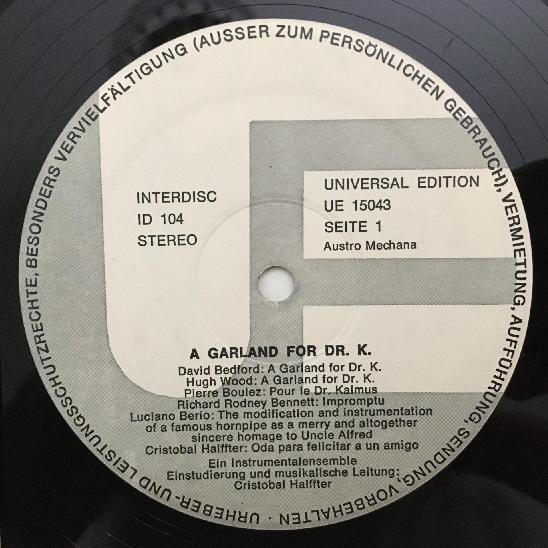 URHEBER- UND LEISTUNGSSCHUTZRECHTE, BESONDERS VERVIELFÄLTIGUNG (AUSSER ZUM PERSÖNLICHEN GEBRAUCH), VERMIETUNG, AUFFÜHRUNG, SENDUNG, VORBEHALTEN ·
INTERDISC
ID 104
STEREO
UNIVERSAL EDITION
UE 15043
SEITE 1
Austro Mechana
A GARLAND FOR DR. K.
David Bedford: A Garland for Dr. K.
Hugh Wood: A Garland for Dr. K.
Pierre Boulez: Pour le Dr. Kalmus
Richard Rodney Bennett: Impromptu
Luciano Berio: The modification and instrumentation
of a famous hornpipe as a merry and altogether
sincere homage to Uncle Alfred
Cristobal Halffter: Oda para felicitar a un amigo
Ein Instrumentalensemble
Einstudierung und musikalische Leitung:
Cristobal Halffter
UE